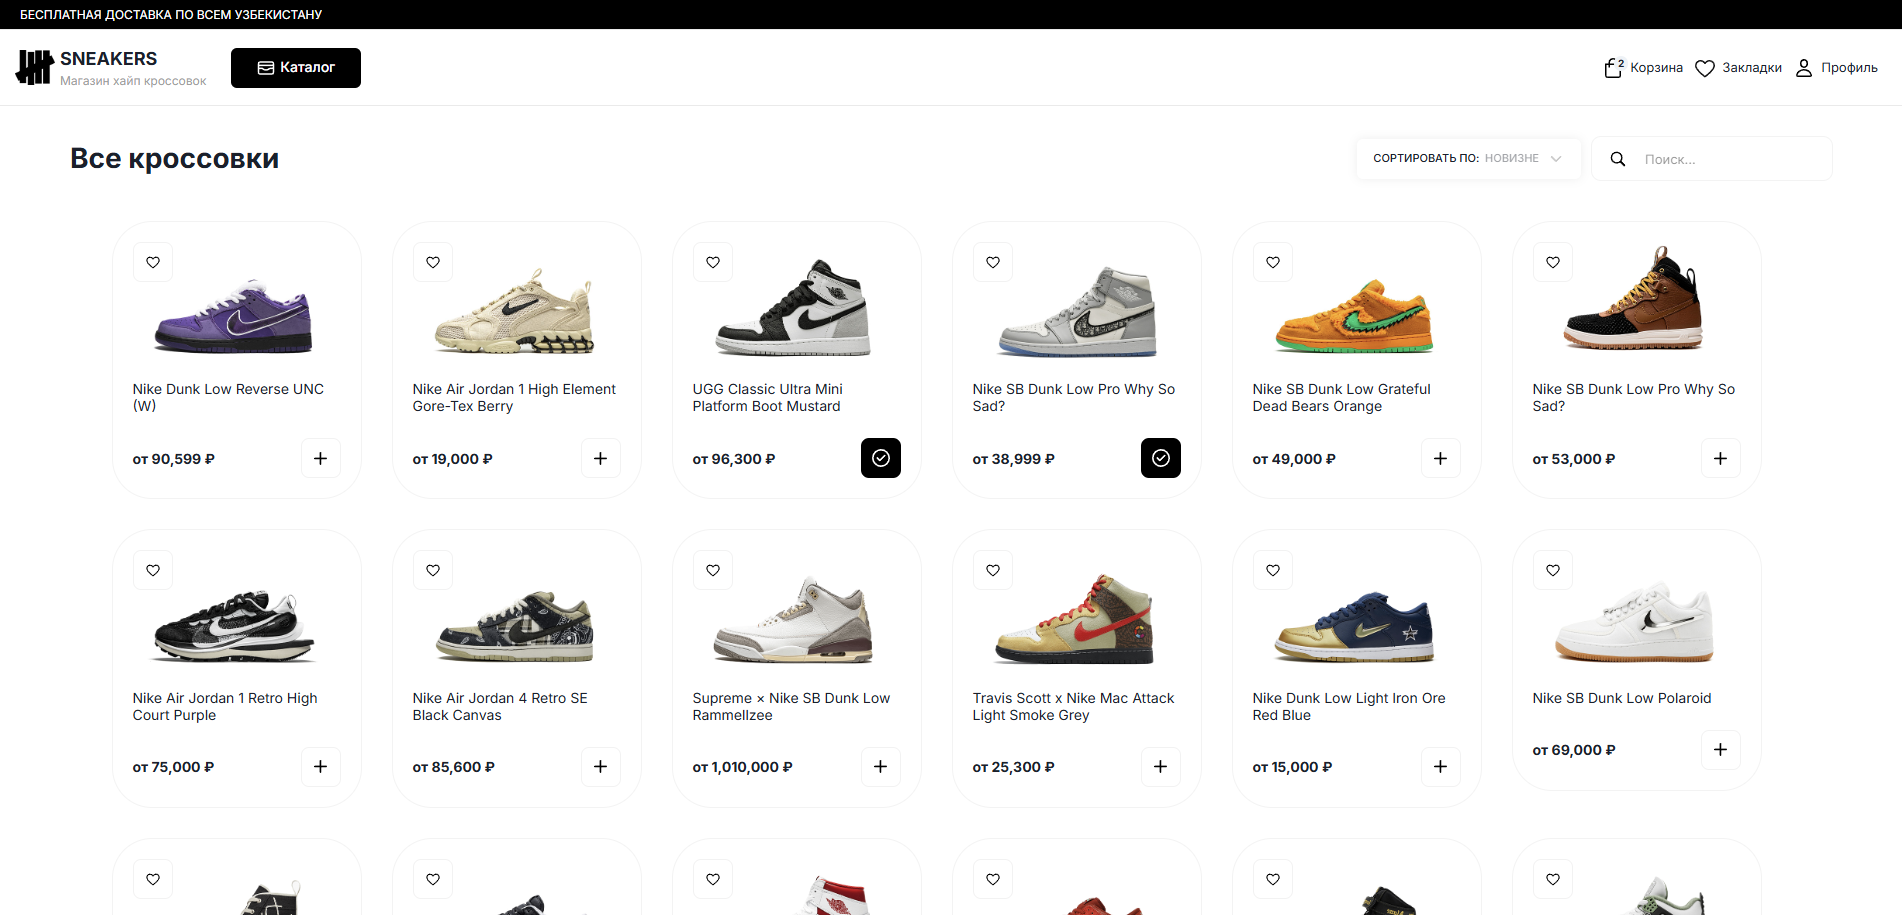 БЕСПЛАТНАЯ ДОСТАВКА ПО ВСЕМ УЗБЕКИСТАНУ
SNEAKERS
Магазин хайп кроссовок
Каталог
2
Корзина
Закладки
Профиль
Все кроссовки
СОРТИРОВАТЬ ПО: НОВИЗНЕ
Поиск...
Nike Dunk Low Reverse UNC
(W)
от 90,599 ₽
Nike Air Jordan 1 High Element
Gore-Tex Berry
от 19,000 ₽
UGG Classic Ultra Mini
Platform Boot Mustard
от 96,300 ₽
Nike SB Dunk Low Pro Why So
Sad?
от 38,999 ₽
Nike SB Dunk Low Grateful
Dead Bears Orange
от 49,000 ₽
Nike SB Dunk Low Pro Why So
Sad?
от 53,000 ₽
Nike Air Jordan 1 Retro High
Court Purple
от 75,000 ₽
Nike Air Jordan 4 Retro SE
Black Canvas
от 85,600 ₽
Supreme × Nike SB Dunk Low
Rammellzee
от 1,010,000 ₽
Travis Scott x Nike Mac Attack
Light Smoke Grey
от 25,300 ₽
Nike Dunk Low Light Iron Ore
Red Blue
от 15,000 ₽
Nike SB Dunk Low Polaroid
от 69,000 ₽